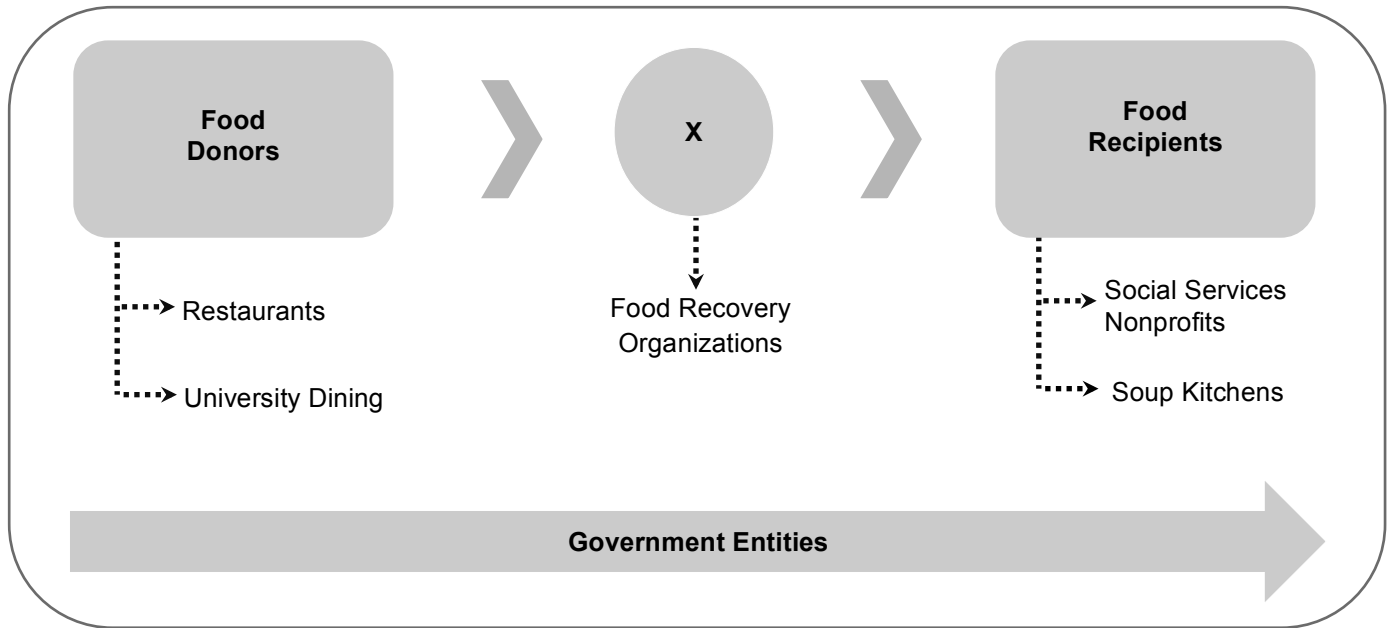 Food
Donors
X
Food
Recipients
Restaurants
University Dining
Food Recovery
Organizations
Social Services
Nonprofits
Soup Kitchens
Government Entities